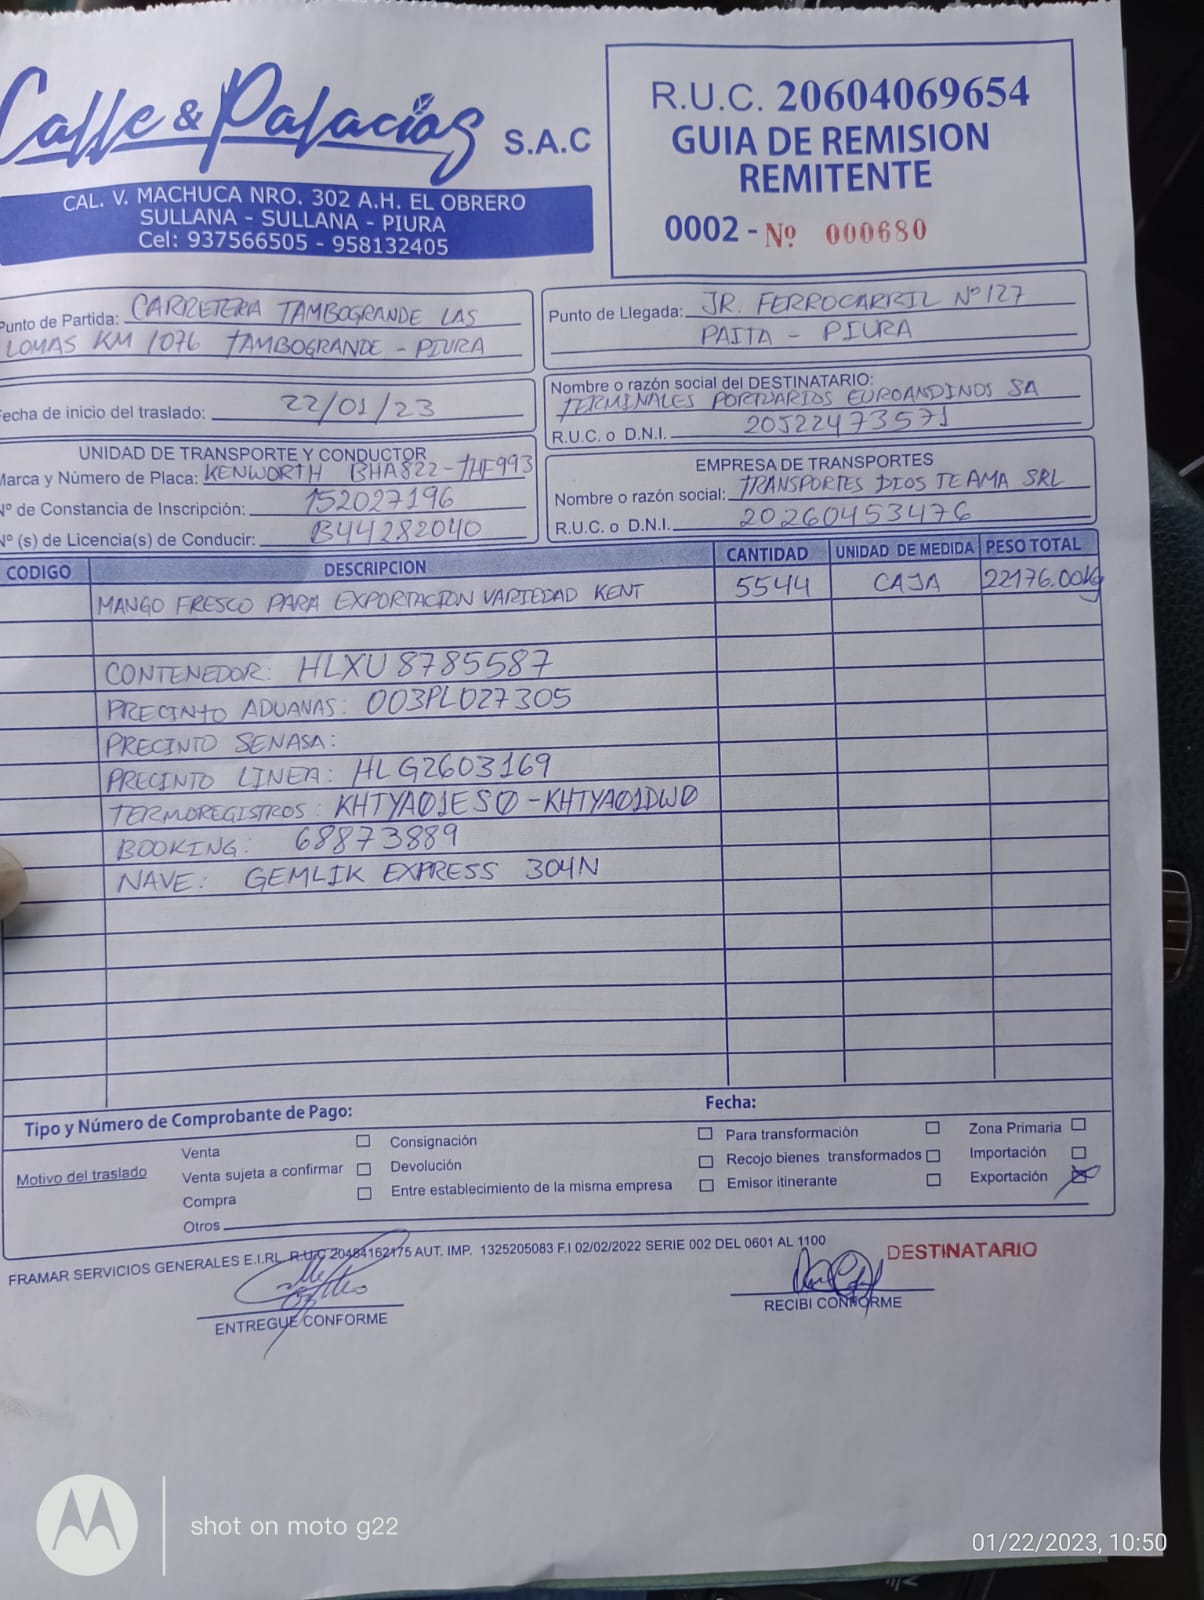 Calle & Palacios S.A.C
CAL. V. MACHUCA NRO. 302 A.H. EL OBRERO
SULLANA - SULLANA - PIURA
Cel: 937566505 - 958132405
R.U.C. 20604069654
GUIA DE REMISION
REMITENTE
0002 - Nº 000680
Punto de Partida: CARRETERA TAMBOGRANDE LAS
LOMAS KM 1076 TAMBOGRANDE - PIURA
Punto de Llegada: JR. FERROCARRIL Nº 127
PAITA - PIURA
Fecha de inicio del traslado: 22/01/23
Nombre o razón social del DESTINATARIO:
TERMINALES PORTUARIOS EUROANDINOS SA
R.U.C. o D.N.I. 20522473571
UNIDAD DE TRANSPORTE Y CONDUCTOR
Marca y Número de Placa: KENWORTH BHA822-THF993
Nº de Constancia de Inscripción: 152027196
Nº (s) de Licencia(s) de Conducir: B44282040
EMPRESA DE TRANSPORTES
Nombre o razón social: TRANSPORTES DIOS TE AMA SRL
R.U.C. o D.N.I. 20260453476
CODIGO DESCRIPCION CANTIDAD UNIDAD DE MEDIDA PESO TOTAL
MANGO FRESCO PARA EXPORTACION VARIEDAD KENT 5544 CAJA 22176.00kg
CONTENEDOR: HLXU 8785587
PRECINTO ADUANAS: 003PL027305
PRECINTO SENASA:
PRECINTO LINEA: HLG2603169
TERMOREGISTROS: KHTYA01ES0 - KHTYA01DW0
BOOKING: 68873889
NAVE: GEMLIK EXPRESS 304N
Tipo y Número de Comprobante de Pago: Fecha:
Motivo del traslado
Venta
Venta sujeta a confirmar
Compra
Otros
Consignación
Devolución
Entre establecimiento de la misma empresa
Para transformación
Recojo bienes transformados
Emisor itinerante
Zona Primaria
Importación
Exportación
FRAMAR SERVICIOS GENERALES E.I.RL. R.U.C 20484162175 AUT. IMP. 1325205083 F.I 02/02/2022 SERIE 002 DEL 0601 AL 1100
DESTINATARIO
ENTREGUE CONFORME
RECIBI CONFORME
shot on moto g22
01/22/2023, 10:50